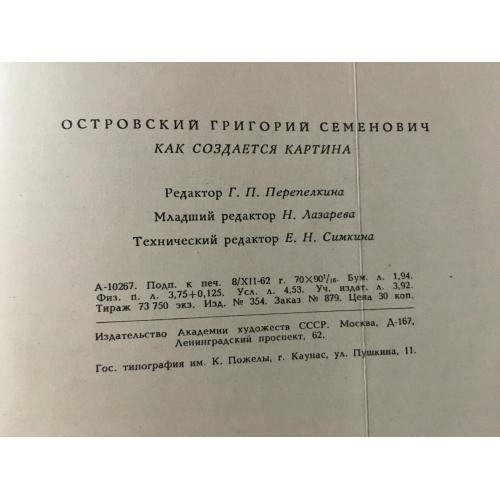 ОСТРОВСКИЙ ГРИГОРИЙ СЕМЕНОВИЧ
КАК СОЗДАЕТСЯ КАРТИНА
Редактор Г. П. Перепелкина
Младший редактор Н. Лазарева
Технический редактор Е. Н. Симкина
А-10267. Подп. к печ. 8/XII-62 г. 70×90¹/₁₆. Бум. л. 1,94.
Физ. п. л. 3,75+0,125. Усл. л. 4,53. Уч. издат. л. 3,92.
Тираж 73 750 экз. Изд. № 354. Заказ № 879. Цена 30 коп.
Издательство Академии художеств СССР. Москва, Д-167,
Ленинградский проспект, 62.
Гос. типография им. К. Пожелы, г. Каунас, ул. Пушкина, 11.